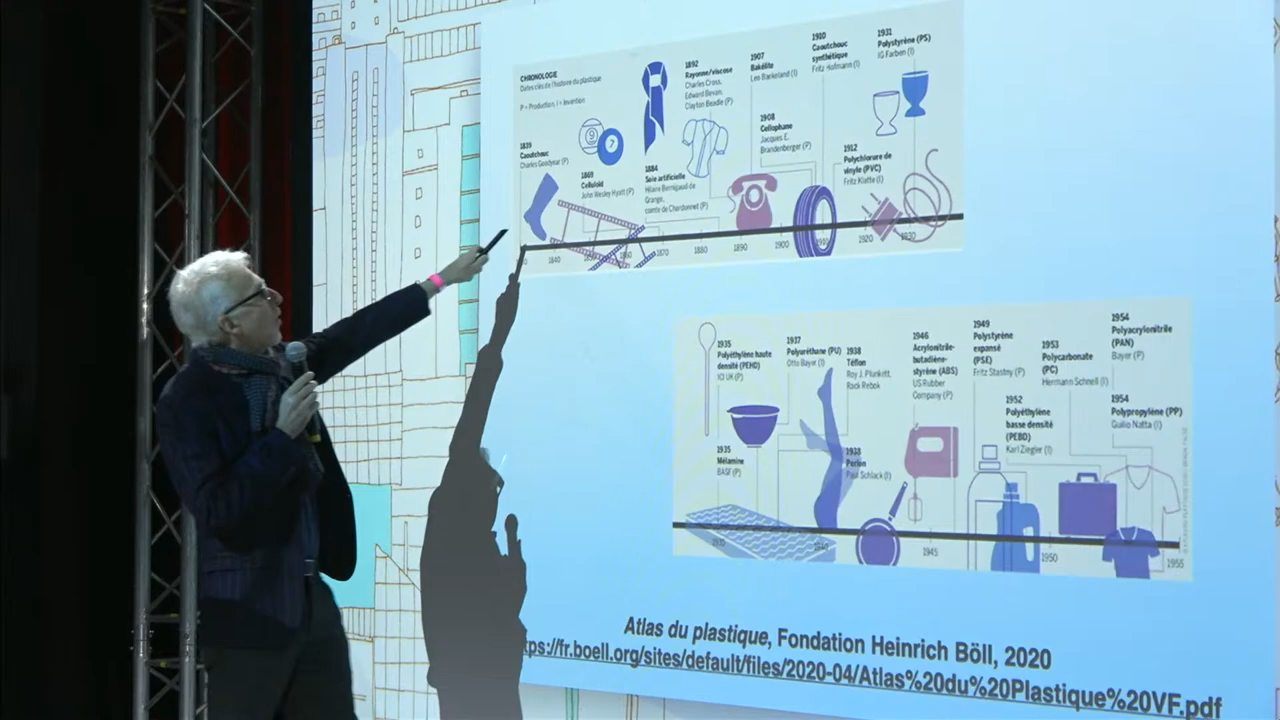 CHRONOLOGIE
Dates clés de l'histoire du plastique
P = Production, I = Invention
1839
Caoutchouc
Charles Goodyear (P)
1869
Celluloïd
John Wesley Hyatt (P)
1884
Soie artificielle
Hilaire Bernigaud de
Grange,
comte de Chardonnet (P)
1892
Rayonne/viscose
Charles Cross,
Edward Bevan,
Clayton Beadle (P)
1907
Bakélite
Leo Baekeland (I)
1908
Cellophane
Jacques E.
Brandenberger (P)
1910
Caoutchouc
synthétique
Fritz Hofmann (I)
1912
Polychlorure de
vinyle (PVC)
Fritz Klatte (I)
1931
Polystyrène (PS)
IG Farben (I)
9
7
1840
1860
1870
1880
1890
1900
1910
1920
1930
1935
Polyéthylène haute
densité (PEHD)
ICI UK (P)
1935
Mélamine
BASF (P)
1937
Polyuréthane (PU)
Otto Bayer (I)
1938
Téflon
Roy J. Plunkett,
Rack Rebok
1938
Perlon
Paul Schlack (I)
1946
Acrylonitrile-
butadiène-
styrène (ABS)
US Rubber
Company (P)
1949
Polystyrène
expansé
(PSE)
Fritz Stastny (P)
1952
Polyéthylène
basse densité
(PEBD)
Karl Ziegler (I)
1953
Polycarbonate
(PC)
Hermann Schnell (I)
1954
Polyacrylonitrile
(PAN)
Bayer (P)
1954
Polypropylène (PP)
Guilio Natta (I)
1940
1945
1950
1955
Atlas du plastique, Fondation Heinrich Böll, 2020
tps://fr.boell.org/sites/default/files/2020-04/Atlas%20du%20Plastique%20VF.pdf